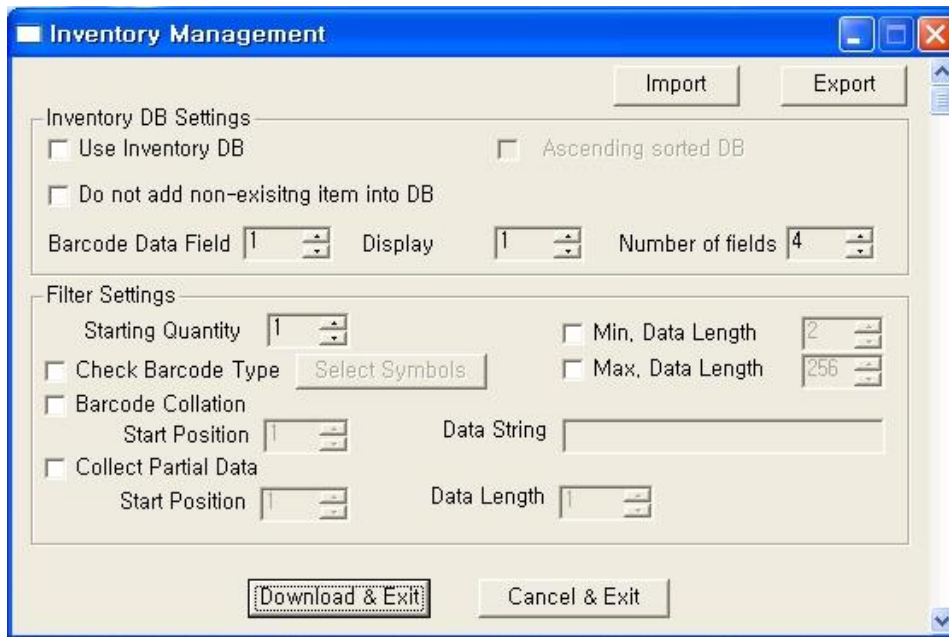 Inventory Management
Import Export
Inventory DB Settings
Use Inventory DB Ascending sorted DB
Do not add non-exisitng item into DB
Barcode Data Field 1 Display 1 Number of fields 4
Filter Settings
Starting Quantity 1 Min, Data Length 2
Check Barcode Type Select Symbols Max, Data Length 256
Barcode Collation
Start Position 1 Data String
Collect Partial Data
Start Position 1 Data Length 1
Download & Exit Cancel & Exit